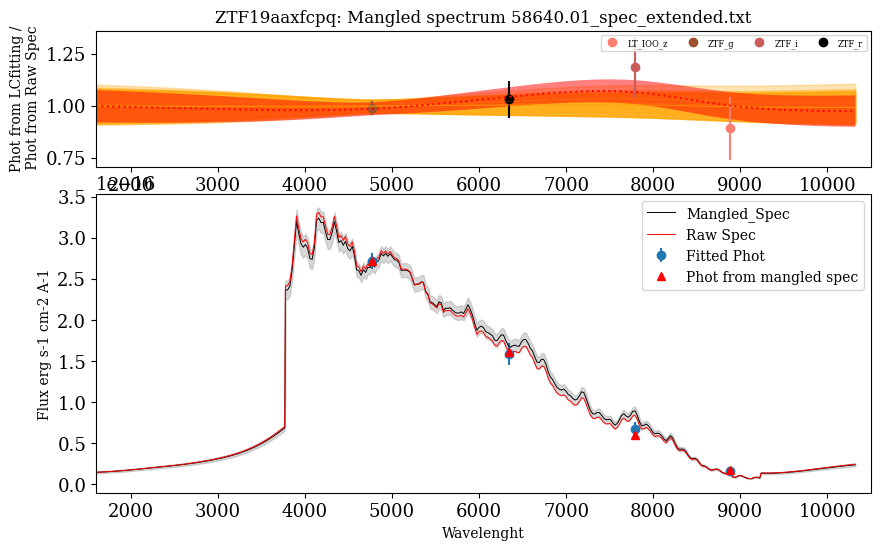 ZTF19aaxfcpq: Mangled spectrum 58640.01_spec_extended.txt
Phot from LCfitting /
Phot from Raw Spec
1.25
1.00
0.75
LT_IOO_z
ZTF_g
ZTF_i
ZTF_r
2000 3000 4000 5000 6000 7000 8000 9000 10000
Flux erg s-1 cm-2 A-1
3.5
3.0
2.5
2.0
1.5
1.0
0.5
0.0
Mangled_Spec
Raw Spec
Fitted Phot
Phot from mangled spec
2000 3000 4000 5000 6000 7000 8000 9000 10000
Wavelenght